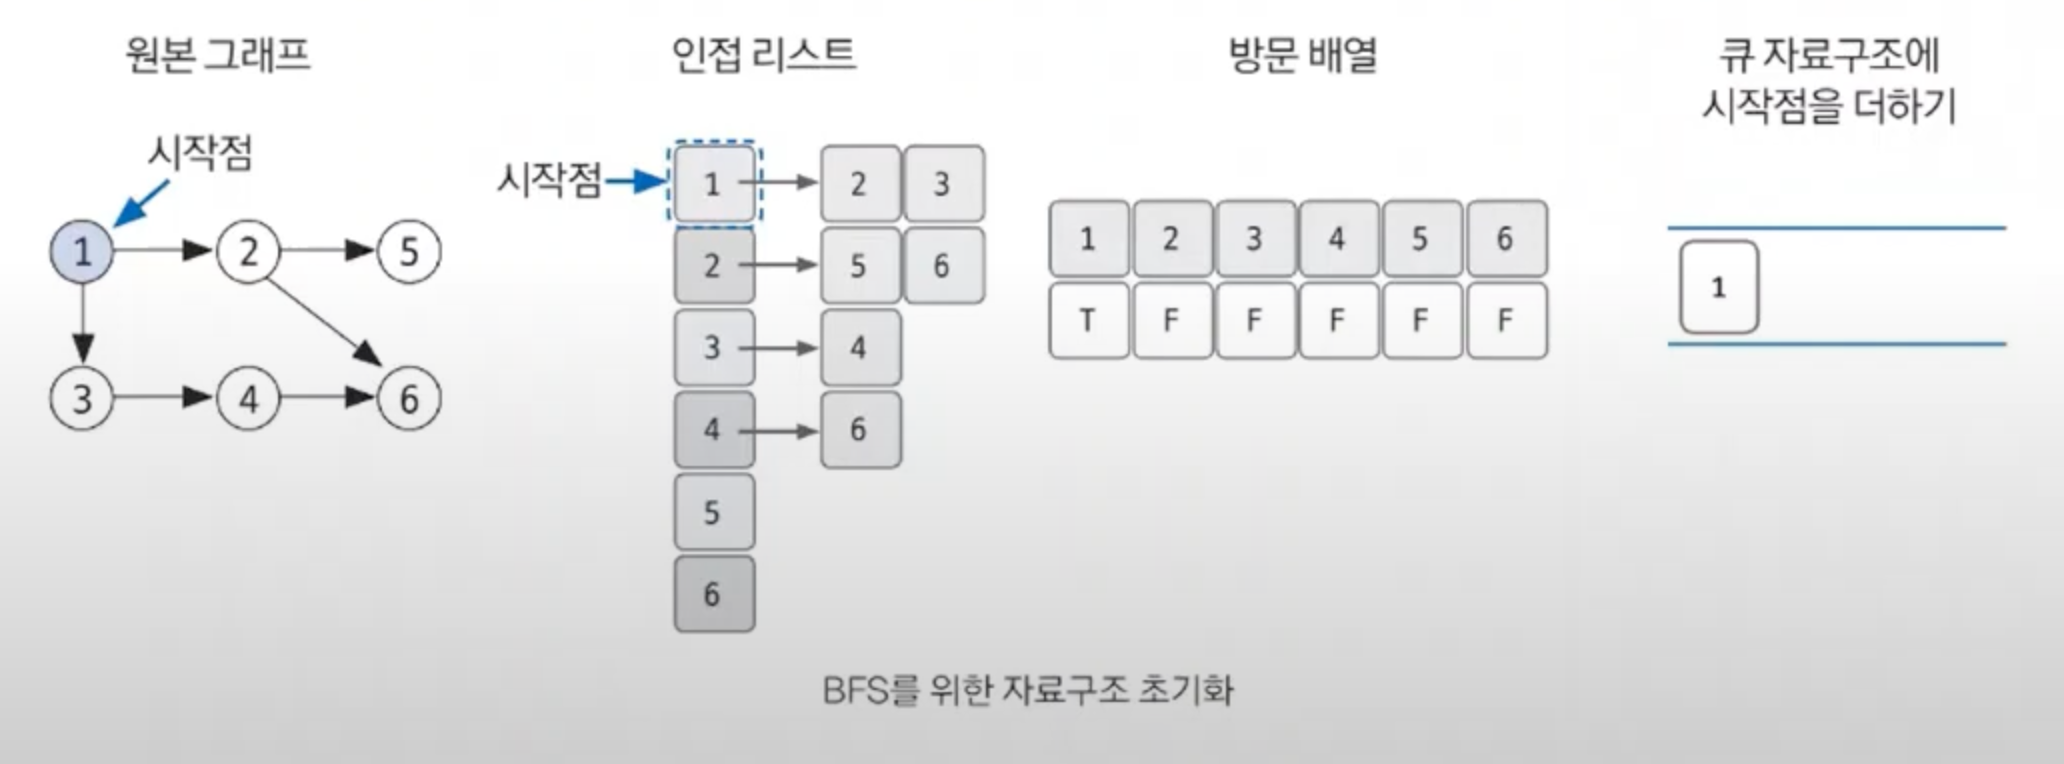 원본 그래프
시작점
1 2 5
3 4 6
인접 리스트
시작점
1 2 3
2 5 6
3 4
4 6
5
6
방문 배열
1 2 3 4 5 6
T F F F F F
큐 자료구조에
시작점을 더하기
1
BFS를 위한 자료구조 초기화